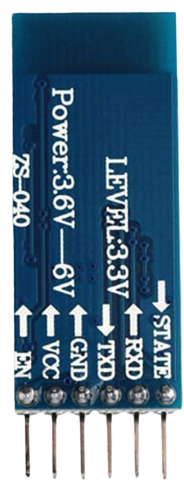 LEVEL:3.3V
Power:3.6V—6V
ZS-040
←STATE
→RXD
←TXD
→GND
→VCC
→EN